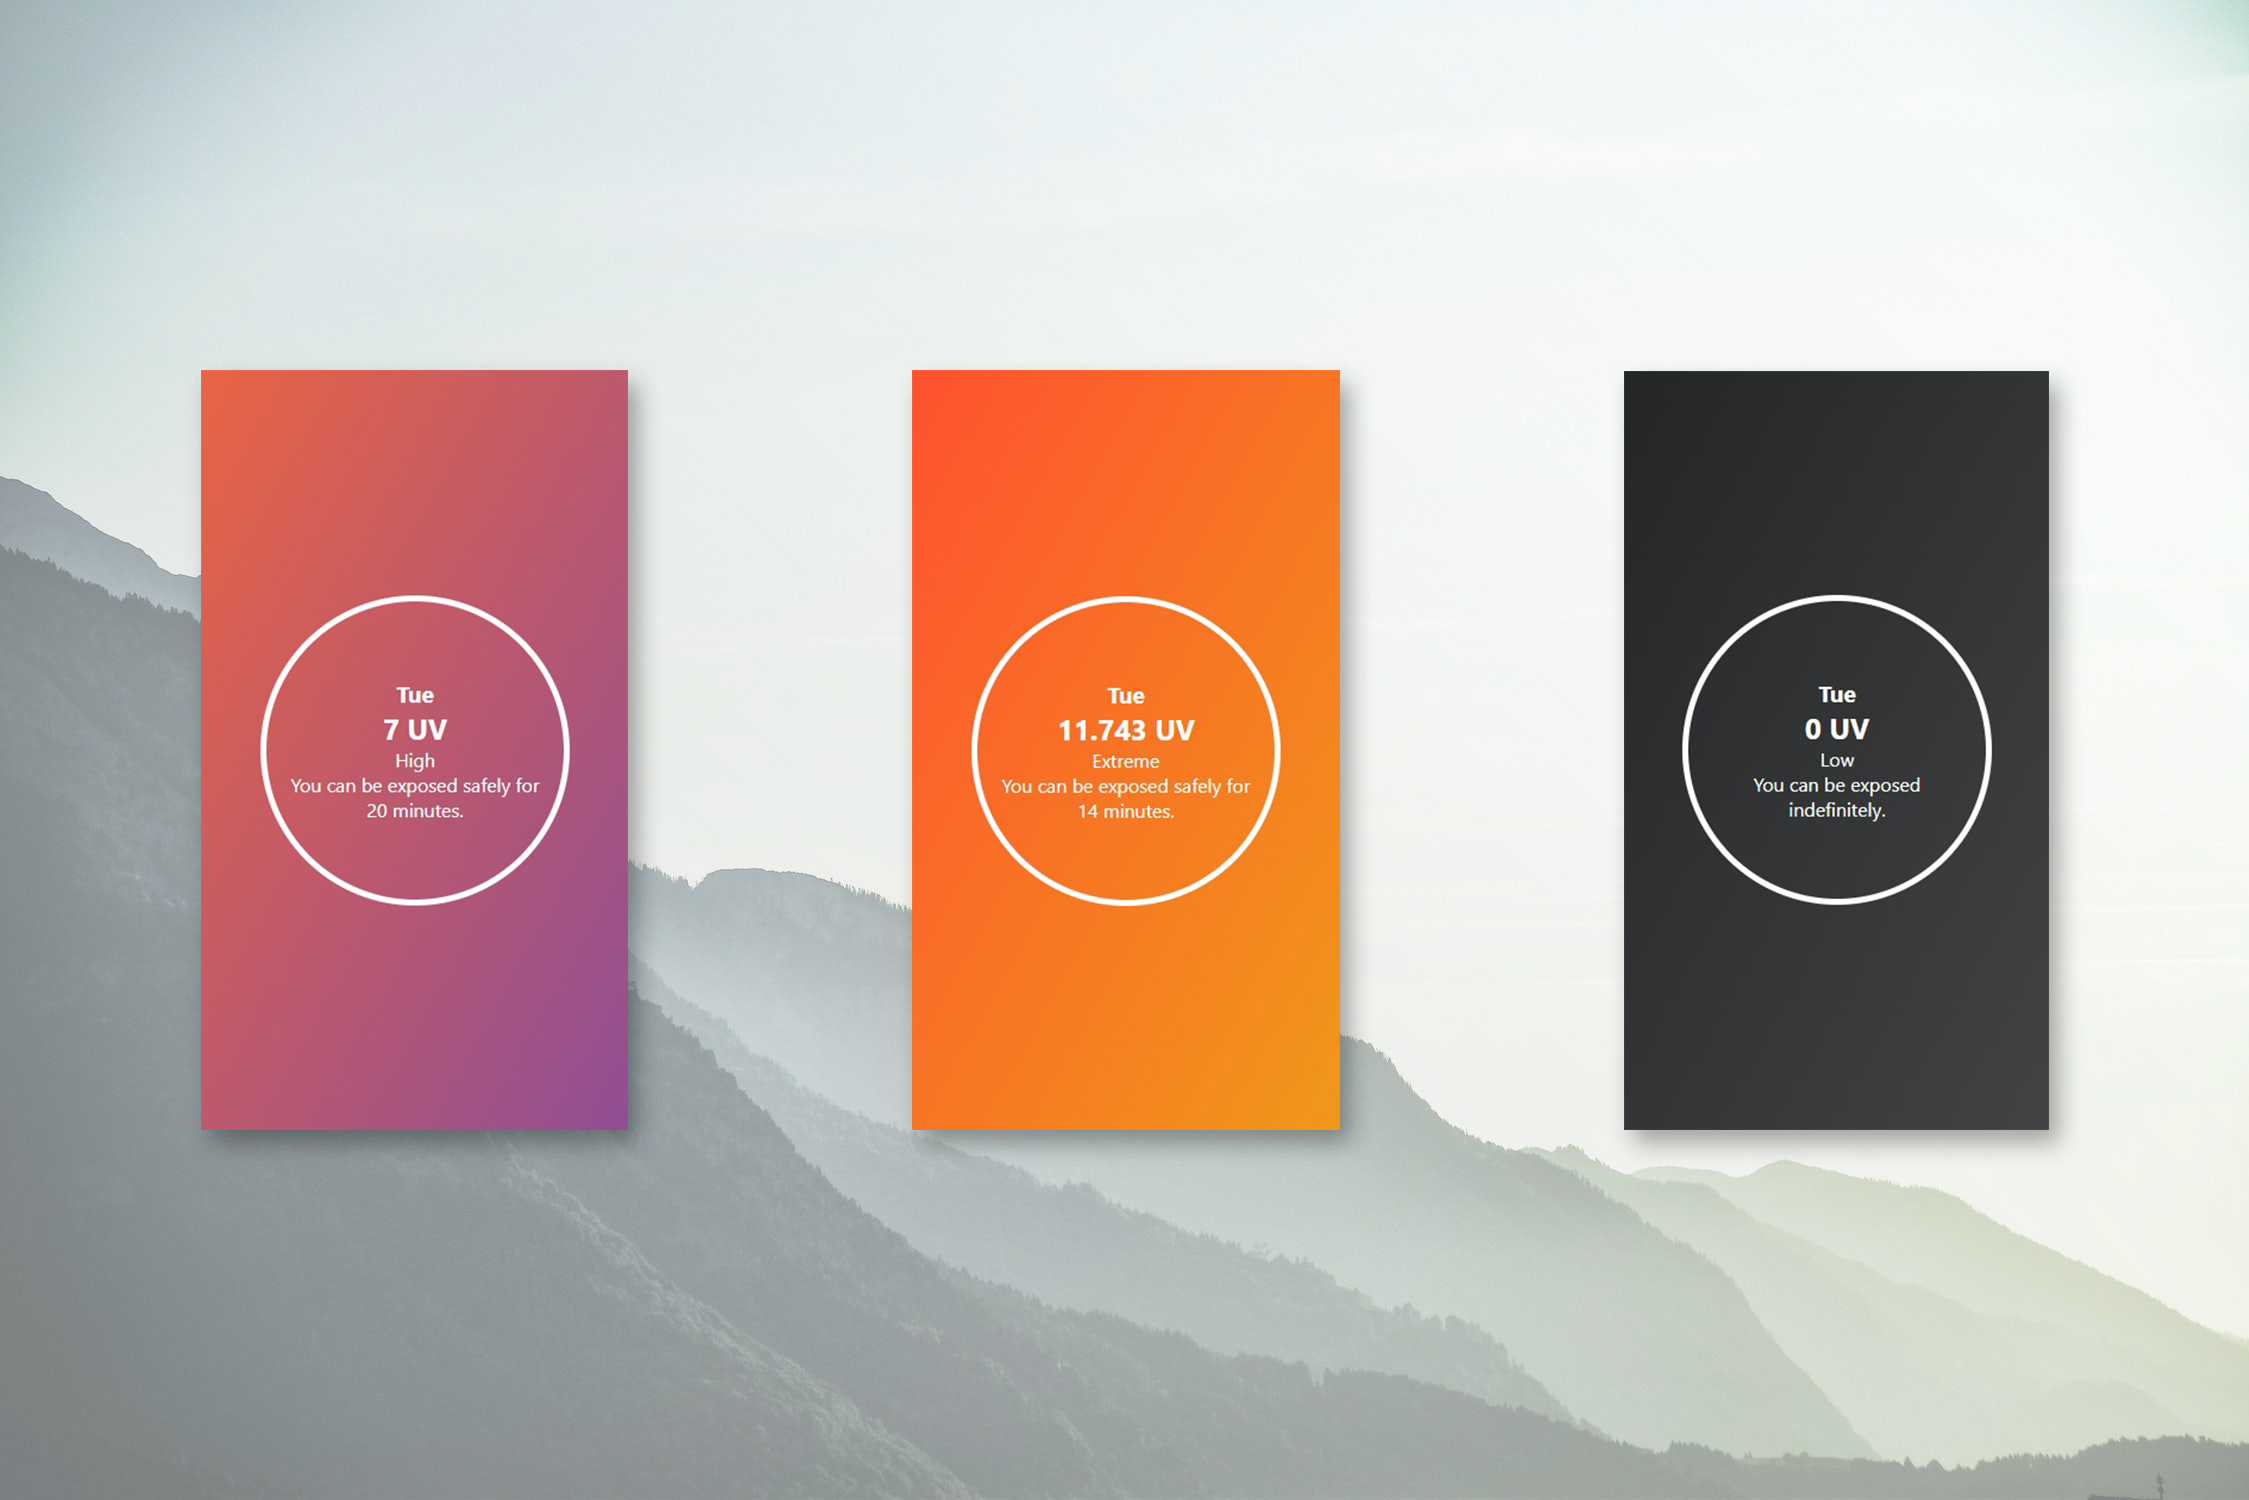 Tue
7 UV
High
You can be exposed safely for
20 minutes.
Tue
11.743 UV
Extreme
You can be exposed safely for
14 minutes.
Tue
0 UV
Low
You can be exposed
indefinitely.